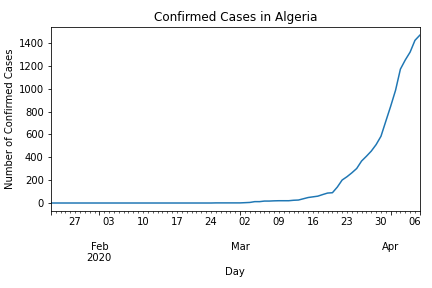 Confirmed Cases in Algeria
Number of Confirmed Cases
1400
1200
1000
800
600
400
200
0
27 03 10 17 24 02 09 16 23 30 06
Feb Mar Apr
2020
Day